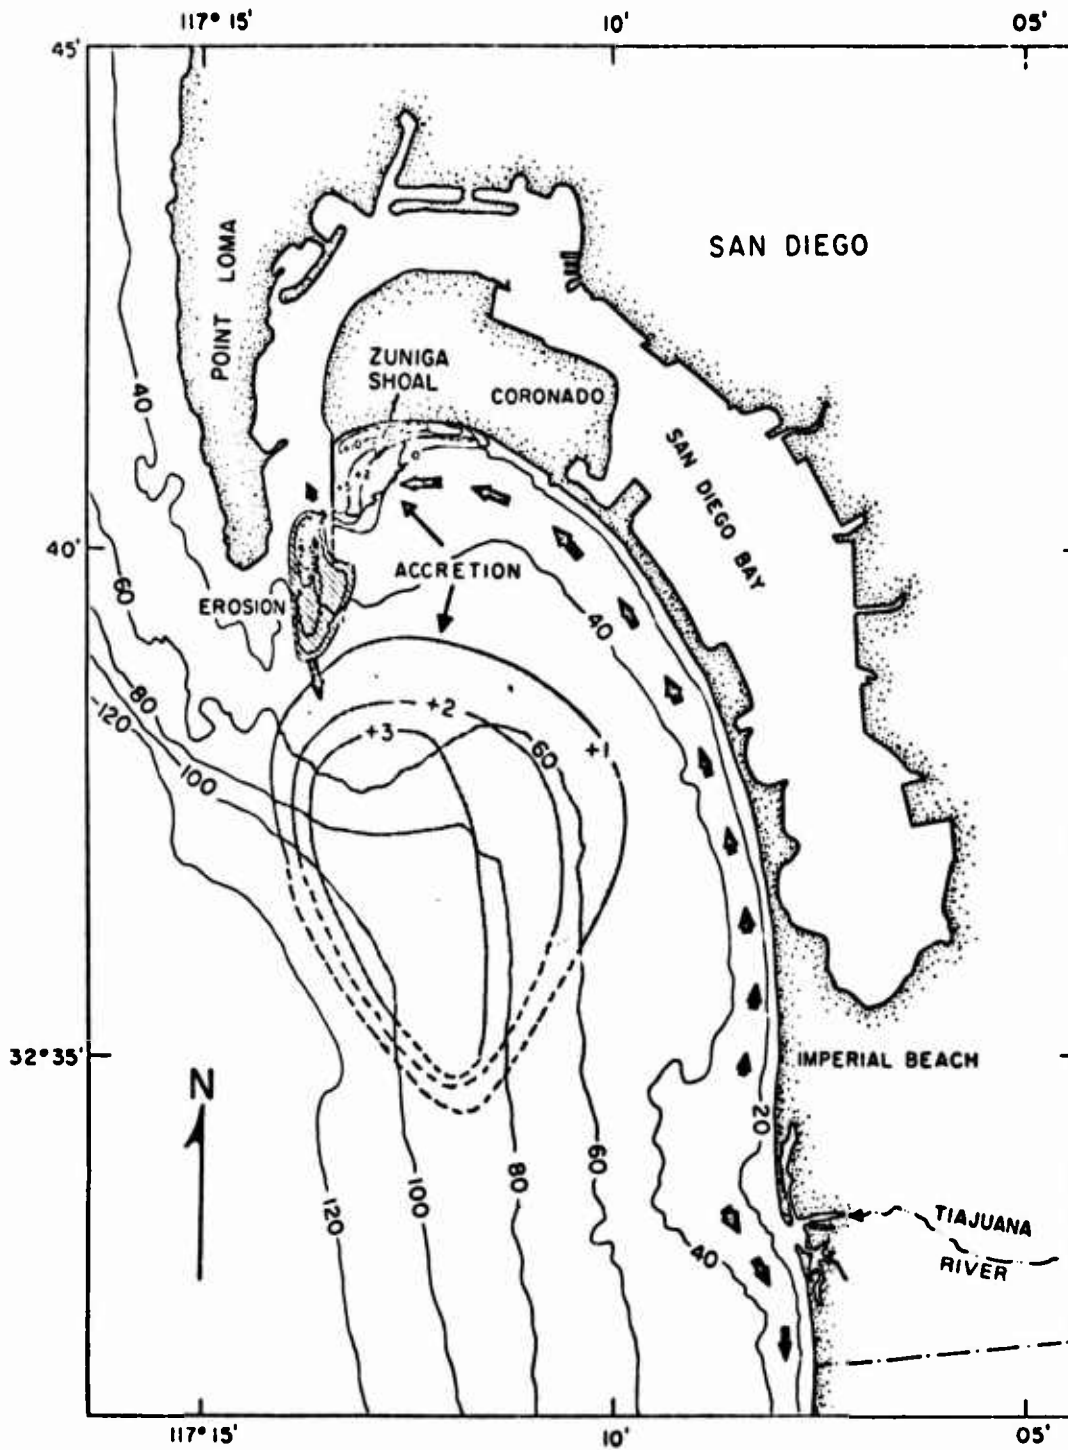 117° 15' 10' 05'
45'
SAN DIEGO
POINT LOMA
ZUNIGA
SHOAL
CORONADO
40
SAN DIEGO BAY
+2
0
40'
ACCRETION
60
EROSION
40
80
-120
+2
+3
60
+1
100
32° 35'
IMPERIAL BEACH
N
20
60
80
100
120
TIAJUANA
RIVER
40
117° 15' 10' 05'